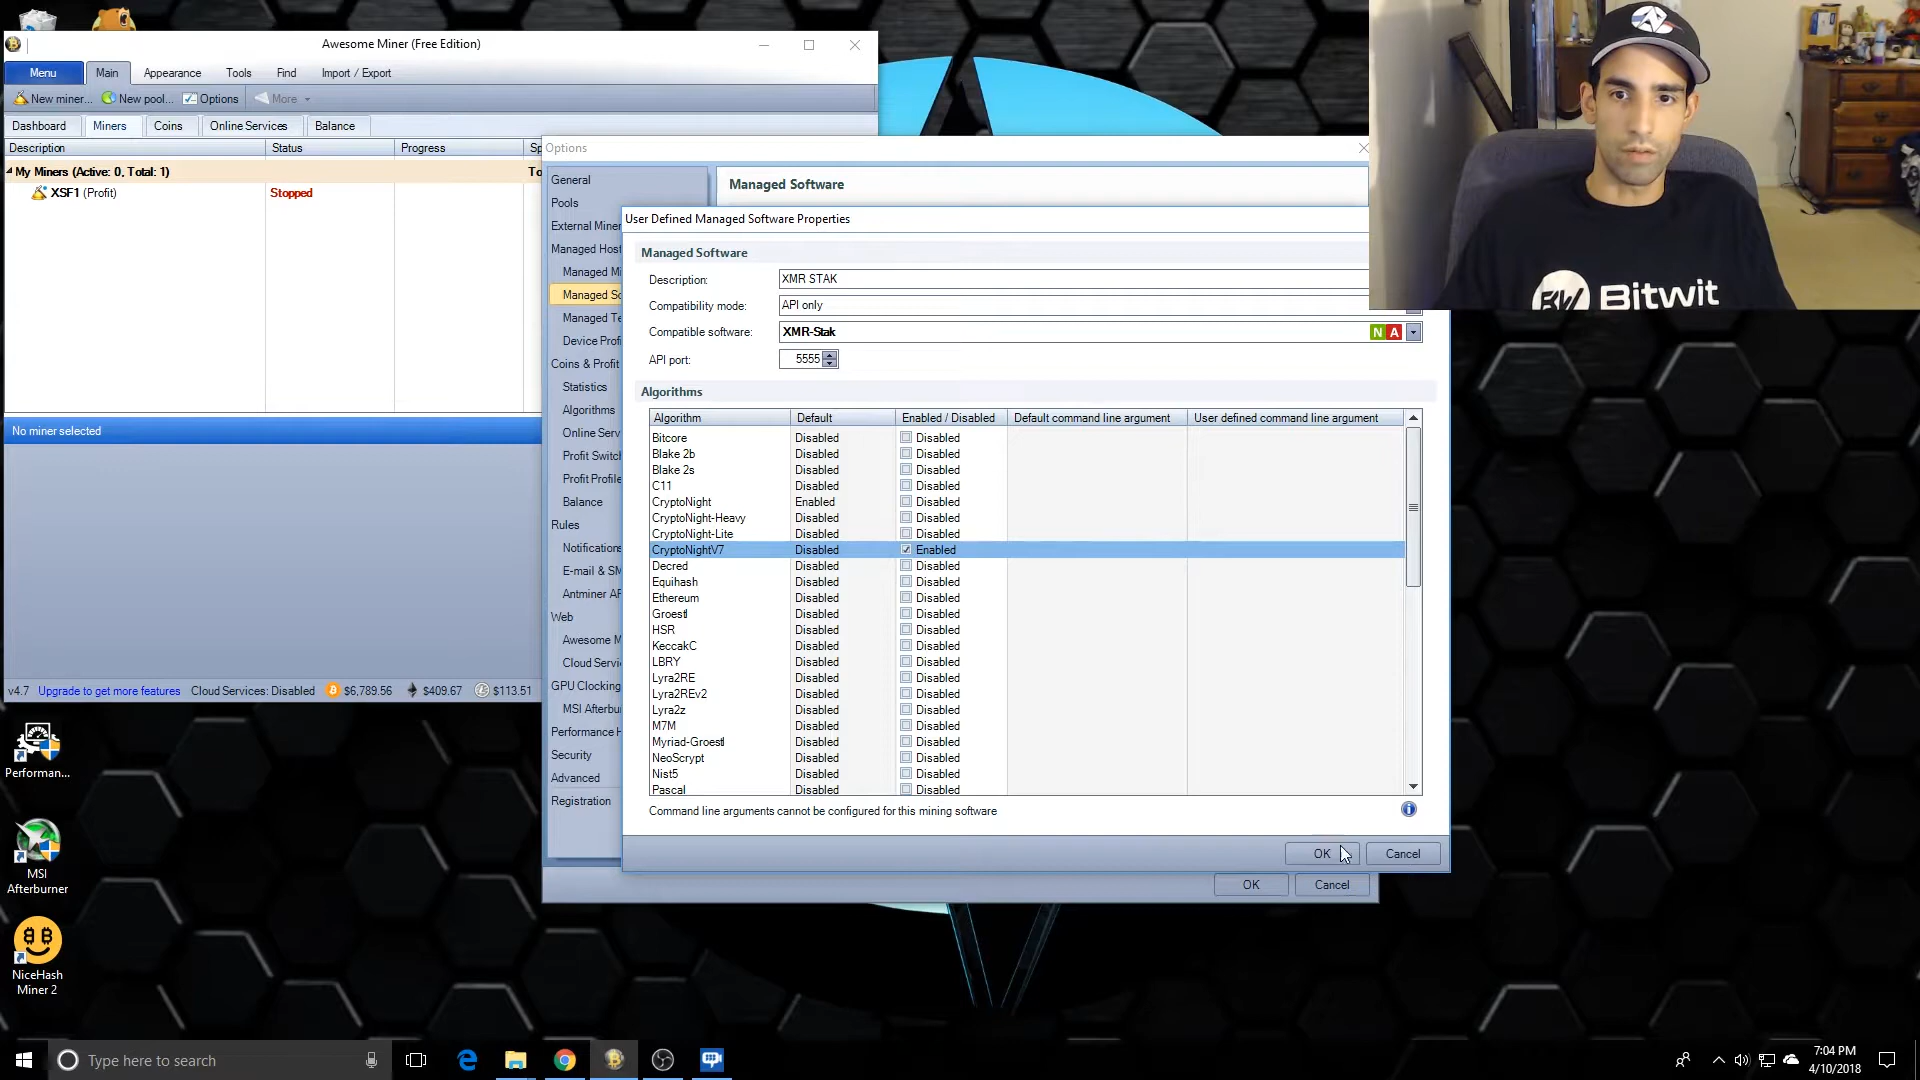 Awesome Miner (Free Edition)
Menu Main Appearance Tools Find Import / Export
New miner... New pool... Options More
Dashboard Miners Coins Online Services Balance
Description Status Progress Sp
My Miners (Active: 0, Total: 1) To
XSF1 (Profit) Stopped
No miner selected
v4.7 Upgrade to get more features Cloud Services: Disabled $6,789.56 $409.67 $113.51
Options
General
Pools
External Miner
Managed Host
Managed Mi
Managed So
Managed Te
Device Profi
Coins & Profit
Statistics
Algorithms
Online Serv
Profit Switc
Profit Profile
Balance
Rules
Notifications
E-mail & SM
Antminer AP
Web
Awesome M
Cloud Servi
GPU Clocking
MSI Afterbu
Performance H
Security
Advanced
Registration
Managed Software
User Defined Managed Software Properties
Managed Software
Description: XMR STAK
Compatibility mode: API only
Compatible software: XMR-Stak N A
API port: 5555
Algorithms
Algorithm Default Enabled / Disabled Default command line argument User defined command line argument
Bitcore Disabled Disabled
Blake 2b Disabled Disabled
Blake 2s Disabled Disabled
C11 Disabled Disabled
CryptoNight Enabled Disabled
CryptoNight-Heavy Disabled Disabled
CryptoNight-Lite Disabled Disabled
CryptoNightV7 Disabled Enabled
Decred Disabled Disabled
Equihash Disabled Disabled
Ethereum Disabled Disabled
Groestl Disabled Disabled
HSR Disabled Disabled
KeccakC Disabled Disabled
LBRY Disabled Disabled
Lyra2RE Disabled Disabled
Lyra2REv2 Disabled Disabled
Lyra2z Disabled Disabled
M7M Disabled Disabled
Myriad-Groestl Disabled Disabled
NeoScrypt Disabled Disabled
Nist5 Disabled Disabled
Pascal Disabled Disabled
Command line arguments cannot be configured for this mining software
OK Cancel
OK Cancel
BW Bitwit
Performan...
MSI
Afterburner
NiceHash
Miner 2
Type here to search
7:04 PM
4/10/2018